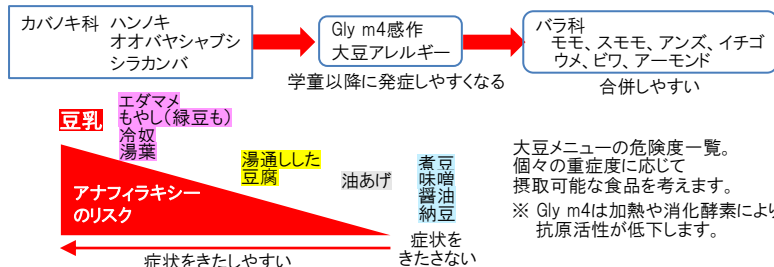 カバノキ科 ハンノキ
オオバヤシャブシ
シラカンバ
Gly m4感作
大豆アレルギー
バラ科
モモ、スモモ、アンズ、イチゴ
ウメ、ビワ、アーモンド
学童以降に発症しやすくなる
合併しやすい
豆乳
エダマメ
もやし(緑豆も)
冷奴
湯葉
湯通しした
豆腐
油あげ
煮豆
味噌
醤油
納豆
アナフィラキシー
のリスク
症状をきたしやすい
症状を
きたさない
大豆メニューの危険度一覧。
個々の重症度に応じて
摂取可能な食品を考えます。
※ Gly m4は加熱や消化酵素により
抗原活性が低下します。